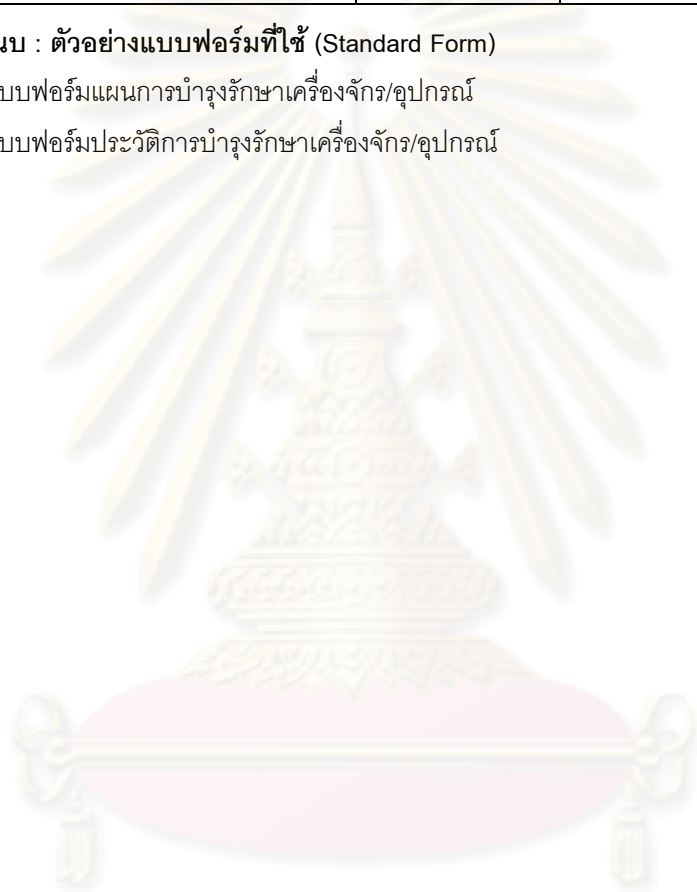 นบ : ตัวอย่างแบบฟอร์มที่ใช้ (Standard Form)
บบฟอร์มแผนการบำรุงรักษาเครื่องจักร/อุปกรณ์
บบฟอร์มประวัติการบำรุงรักษาเครื่องจักร/อุปกรณ์